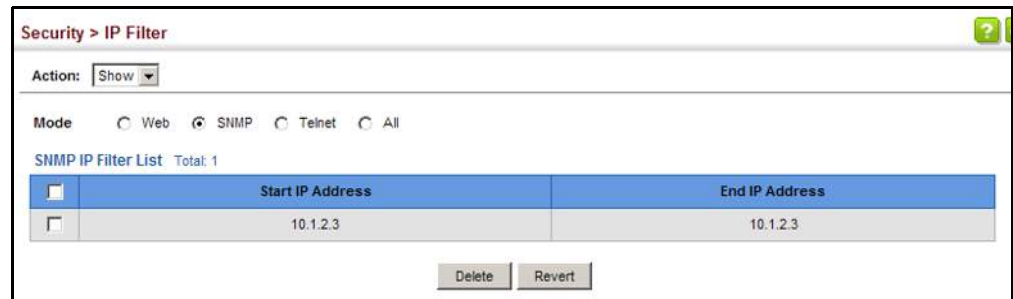 Security > IP Filter
?
Action: Show
Mode Web SNMP Telnet All
SNMP IP Filter List Total: 1
Start IP Address End IP Address
10.1.2.3 10.1.2.3
Delete Revert